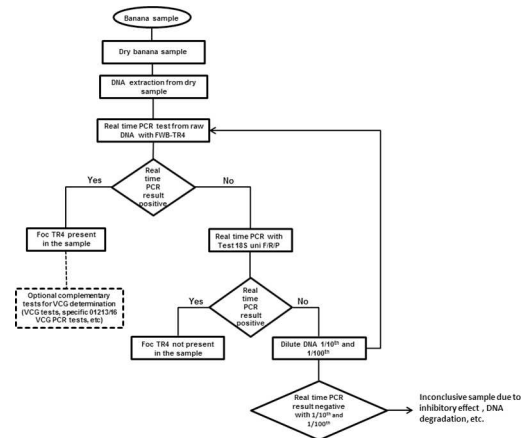 Banana sample
Dry banana sample
DNA extraction from dry
sample
Real time PCR test from raw
DNA with FWB-TR4
Real
time
PCR
result
positive
Yes
No
Foc TR4 present
in the sample
Real time PCR with
Test 18S uni F/R/P
Optional complementary
tests for VCG determination
(VCG tests, specific 01213/16
VCG PCR tests, etc)
Real
time
PCR
result
positive
Yes
No
Foc TR4 not present in
the sample
Dilute DNA 1/10th and
1/100th
Real time PCR
result negative
with 1/10th and
1/100th
Inconclusive sample due to
inhibitory effect , DNA
degradation, etc.